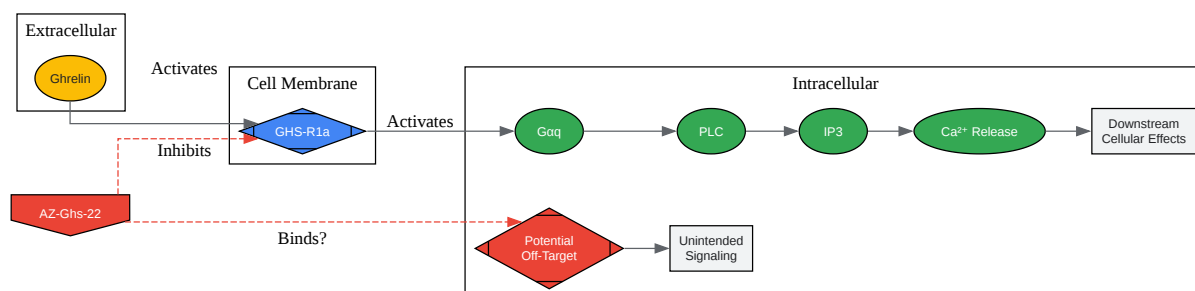 Extracellular
Ghrelin
Activates
Cell Membrane
GHS-R1a
Inhibits
Activates
Intracellular
Gαq
PLC
IP3
Ca²⁺ Release
Downstream
Cellular Effects
AZ-Ghs-22
Binds?
Potential
Off-Target
Unintended
Signaling